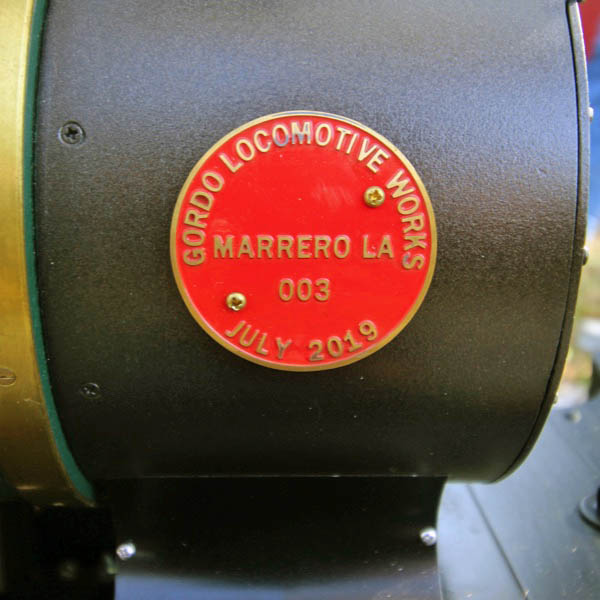 GORDO LOCOMOTIVE WORKS
MARRERO LA
003
JULY 2019